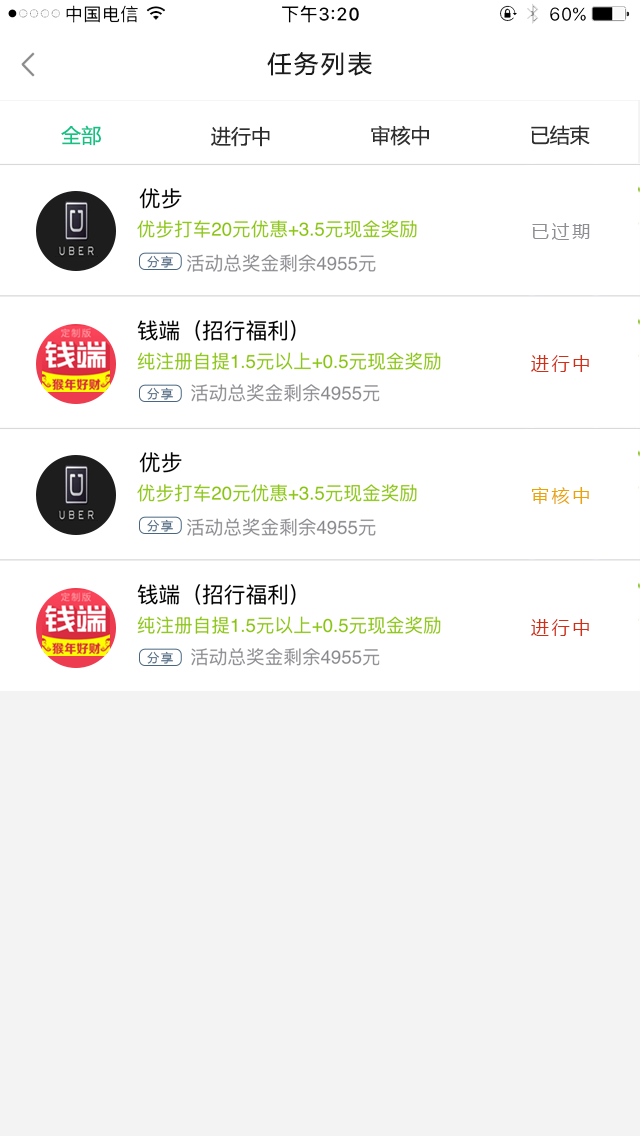 中国电信 下午3:20 60%
任务列表
全部 进行中 审核中 已结束
优步
UBER
优步打车20元优惠+3.5元现金奖励
已过期
分享 活动总奖金剩余4955元
定制版
钱端
猴年好财
钱端（招行福利）
纯注册自提1.5元以上+0.5元现金奖励
进行中
分享 活动总奖金剩余4955元
优步
UBER
优步打车20元优惠+3.5元现金奖励
审核中
分享 活动总奖金剩余4955元
定制版
钱端
猴年好财
钱端（招行福利）
纯注册自提1.5元以上+0.5元现金奖励
进行中
分享 活动总奖金剩余4955元